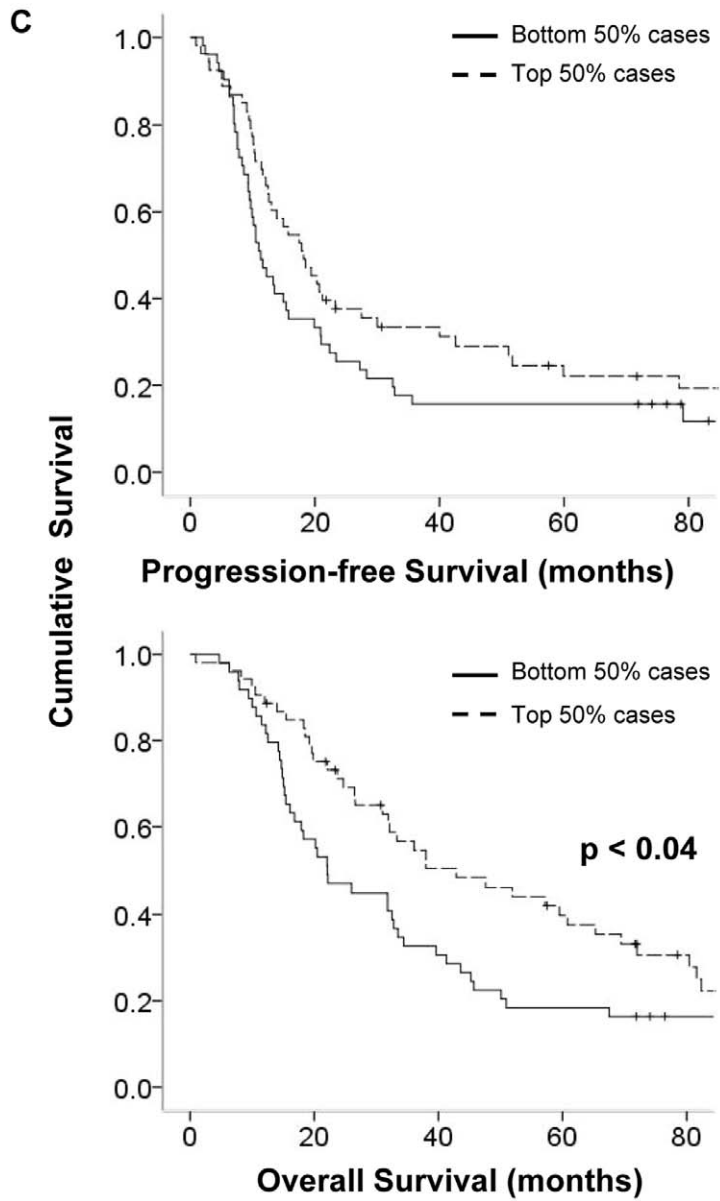 C
Bottom 50% cases
Top 50% cases
1.0
0.8
0.6
0.4
0.2
0.0
0 20 40 60 80
Progression-free Survival (months)
Cumulative Survival
Bottom 50% cases
Top 50% cases
p < 0.04
1.0
0.8
0.6
0.4
0.2
0.0
0 20 40 60 80
Overall Survival (months)